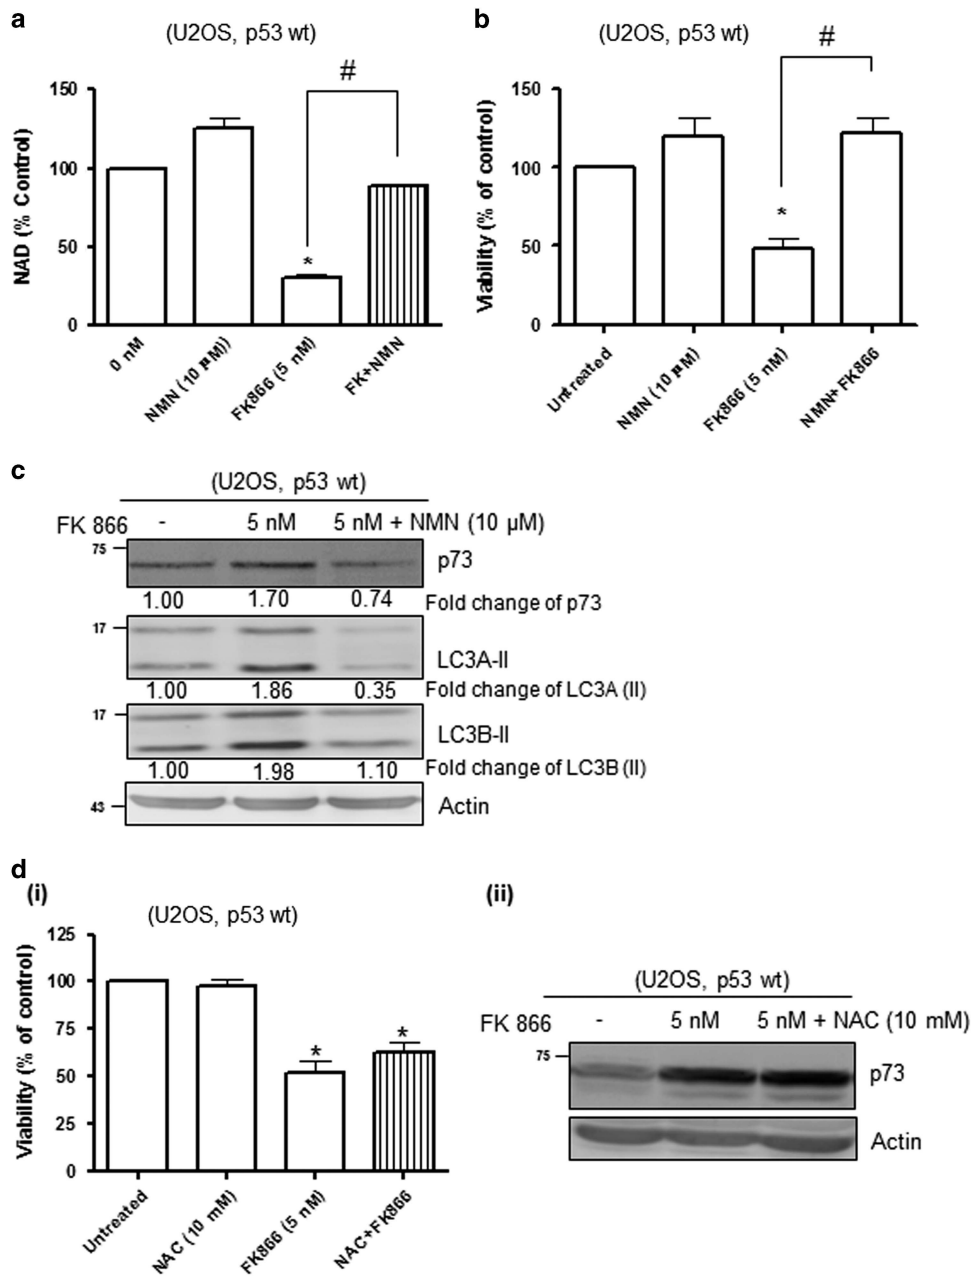 a
(U2OS, p53 wt)
#
150
100
50
0
NAD (% Control)
*
0 nM
NMN (10 µM))
FK866 (5 nM)
FK+NMN
b
(U2OS, p53 wt)
#
150
100
50
0
Viability (% of control)
*
Untreated
NMN (10 µM)
FK866 (5 nM)
NMN+FK866
c
(U2OS, p53 wt)
FK 866 - 5 nM 5 nM + NMN (10 µM)
75
p73
1.00 1.70 0.74 Fold change of p73
17
LC3A-II
1.00 1.86 0.35 Fold change of LC3A (II)
17
LC3B-II
1.00 1.98 1.10 Fold change of LC3B (II)
43
Actin
d
(i)
(U2OS, p53 wt)
125
100
75
50
25
0
Viability (% of control)
*
*
Untreated
NAC (10 mM)
FK866 (5 nM)
NAC+FK866
(ii)
(U2OS, p53 wt)
FK 866 - 5 nM 5 nM + NAC (10 mM)
75
p73
Actin